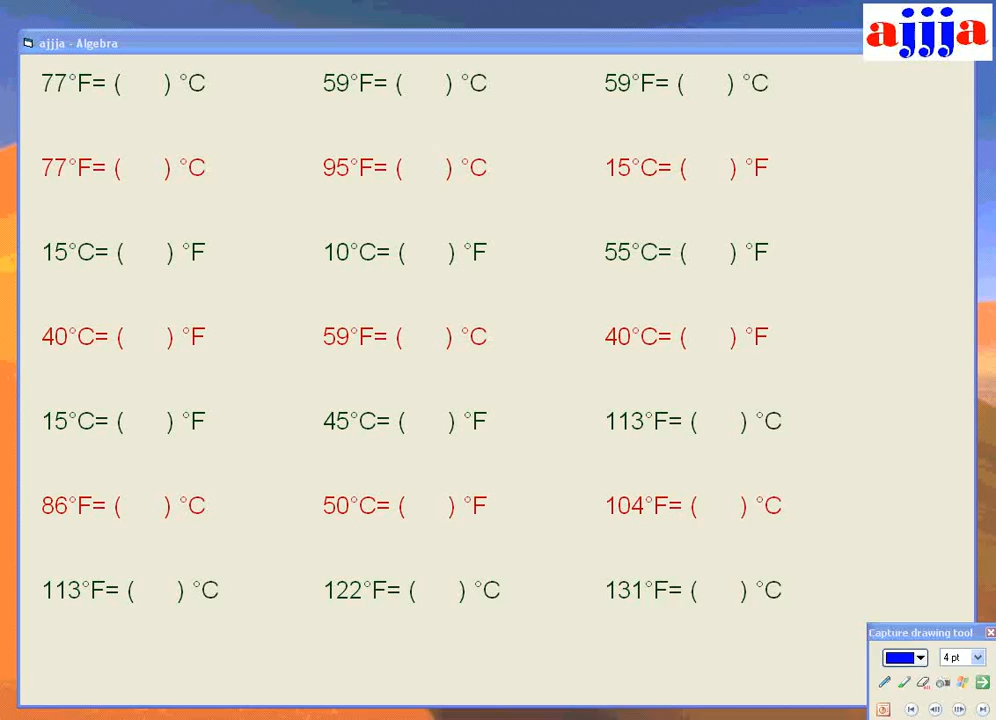 ajjja
ajjja - Algebra
77°F= (      ) °C    59°F= (      ) °C    59°F= (      ) °C
77°F= (      ) °C    95°F= (      ) °C    15°C= (      ) °F
15°C= (      ) °F    10°C= (      ) °F    55°C= (      ) °F
40°C= (      ) °F    59°F= (      ) °C    40°C= (      ) °F
15°C= (      ) °F    45°C= (      ) °F    113°F= (      ) °C
86°F= (      ) °C    50°C= (      ) °F    104°F= (      ) °C
113°F= (      ) °C    122°F= (      ) °C    131°F= (      ) °C
Capture drawing tool
4 pt